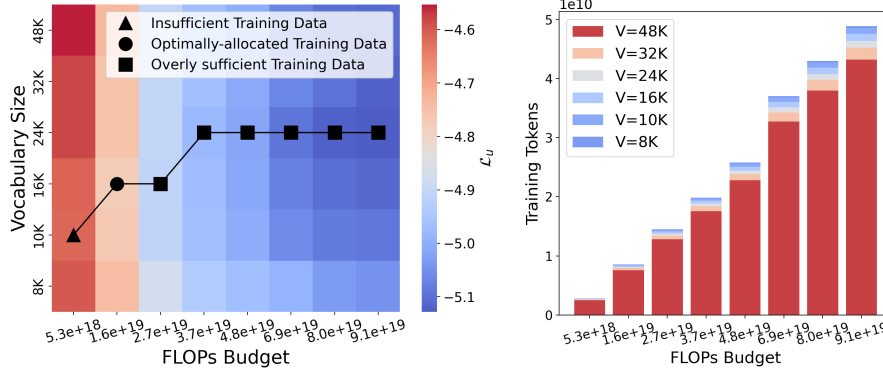 Insufficient Training Data
Optimally-allocated Training Data
Overly sufficient Training Data
Vocabulary Size
48K
32K
24K
16K
10K
8K
5.3e+18
1.6e+19
2.7e+19
3.7e+19
4.8e+19
6.9e+19
8.0e+19
9.1e+19
FLOPs Budget
−4.6
−4.7
−4.8
−4.9
−5.0
−5.1
ℒu
1e10
V=48K
V=32K
V=24K
V=16K
V=10K
V=8K
Training Tokens
5
4
3
2
1
0
5.3e+18
1.6e+19
2.7e+19
3.7e+19
4.8e+19
6.9e+19
8.0e+19
9.1e+19
FLOPs Budget